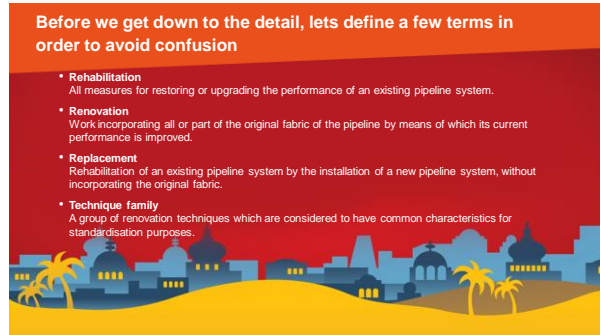 Before we get down to the detail, lets define a few terms in
order to avoid confusion
• Rehabilitation
All measures for restoring or upgrading the performance of an existing pipeline system.
• Renovation
Work incorporating all or part of the original fabric of the pipeline by means of which its current
performance is improved.
• Replacement
Rehabilitation of an existing pipeline system by the installation of a new pipeline system, without
incorporating the original fabric.
• Technique family
A group of renovation techniques which are considered to have common characteristics for
standardisation purposes.